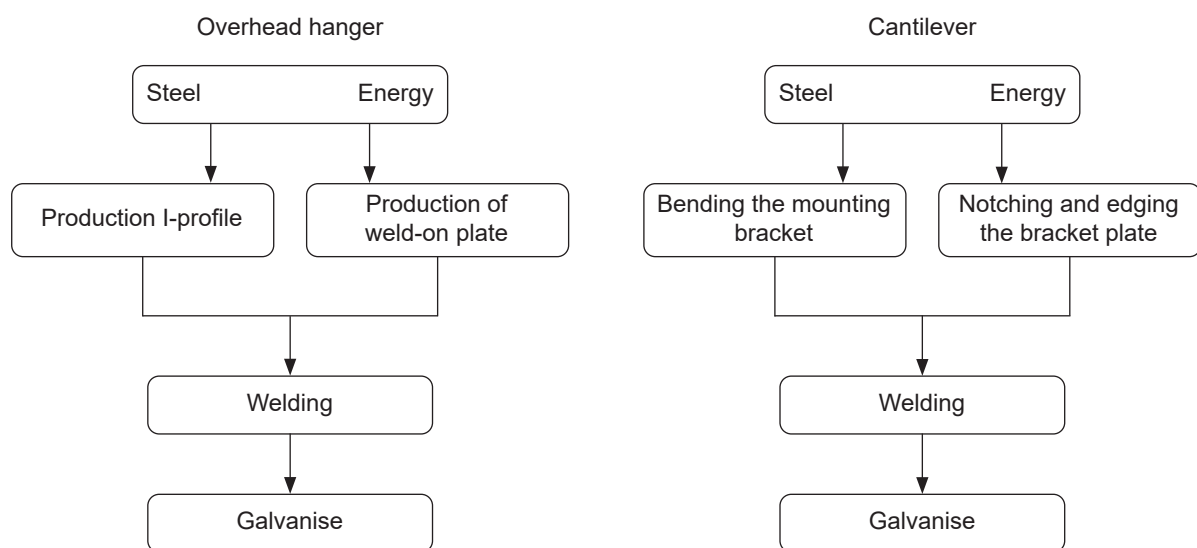 Overhead hanger
Steel Energy
Production I-profile
Production of
weld-on plate
Welding
Galvanise
Cantilever
Steel Energy
Bending the mounting
bracket
Notching and edging
the bracket plate
Welding
Galvanise